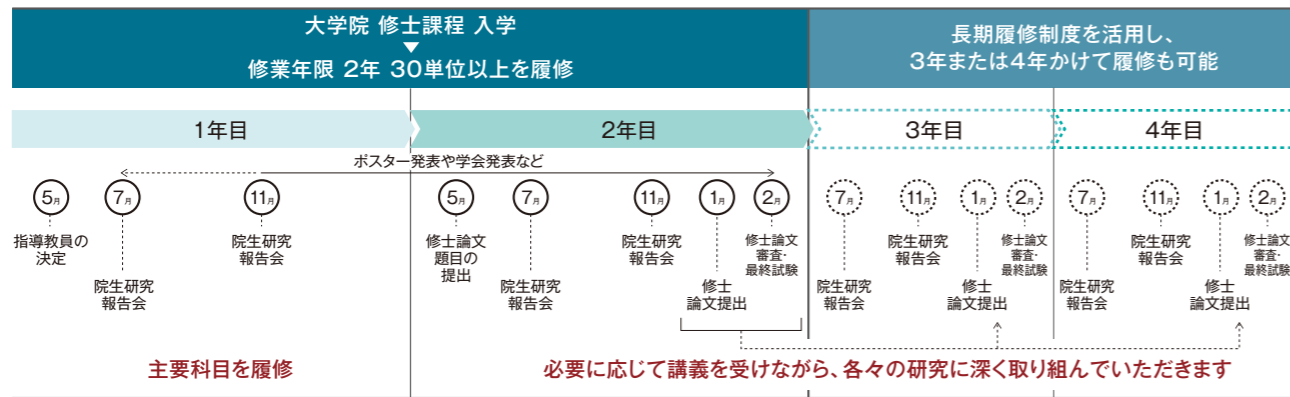 大学院 修士課程 入学
修業年限 2年 30単位以上を履修
長期履修制度を活用し、
3年または4年かけて履修も可能
1年目
2年目
3年目
4年目
ポスター発表や学会発表など
5月
指導教員の
決定
7月
院生研究
報告会
11月
院生研究
報告会
5月
修士論文
題目の
提出
7月
院生研究
報告会
11月
院生研究
報告会
1月
修士
論文提出
2月
修士論文
審査・
最終試験
7月
院生研究
報告会
11月
院生研究
報告会
1月
修士
論文提出
2月
修士論文
審査・
最終試験
7月
院生研究
報告会
11月
院生研究
報告会
1月
修士
論文提出
2月
修士論文
審査・
最終試験
主要科目を履修
必要に応じて講義を受けながら、各々の研究に深く取り組んでいただきます